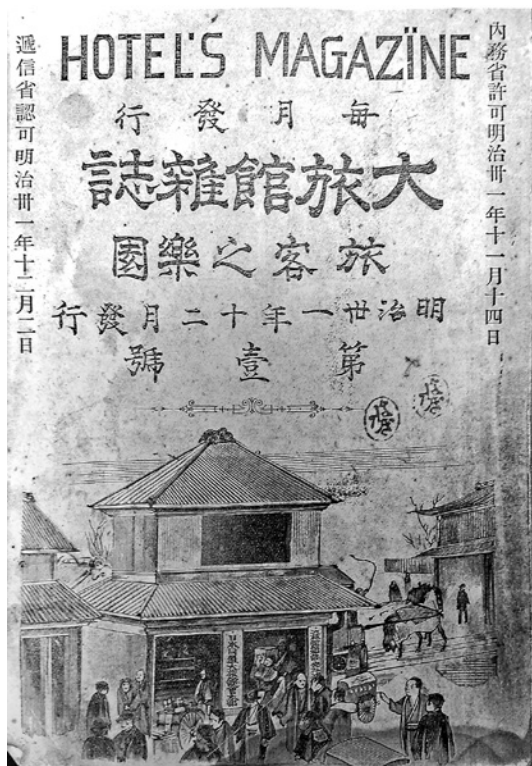 HOTEL'S MAGAZÏNE
內務省許可明治卅一年十一月十四日
毎月發行
大旅館雜誌
旅客之樂園
明治丗一年十二月發行
第壹號
遞信省認可明治卅一年十二月二日